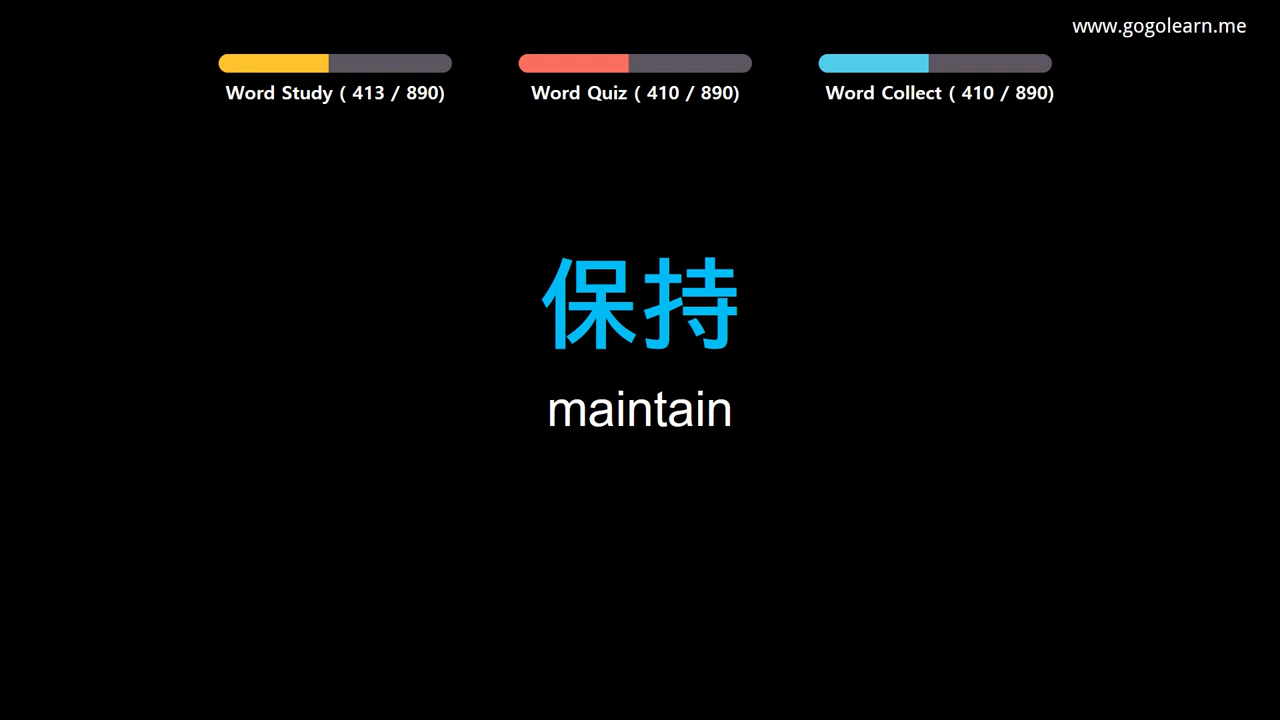 www.gogolearn.me
Word Study ( 413 / 890)
Word Quiz ( 410 / 890)
Word Collect ( 410 / 890)
保持
maintain